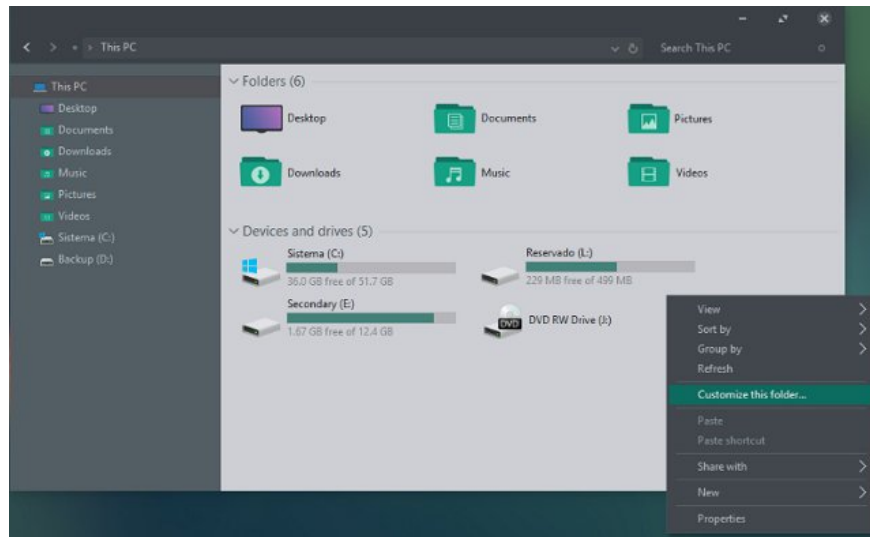 This PC
Search This PC
This PC
Desktop
Documents
Downloads
Music
Pictures
Videos
Sistema (C:)
Backup (D:)
Folders (6)
Desktop
Documents
Pictures
Downloads
Music
Videos
Devices and drives (5)
Sistema (C:)
36.0 GB free of 51.7 GB
Reservado (L:)
229 MB free of 499 MB
Secondary (E:)
1.67 GB free of 12.4 GB
DVD
DVD RW Drive (J:)
View
Sort by
Group by
Refresh
Customize this folder...
Paste
Paste shortcut
Share with
New
Properties